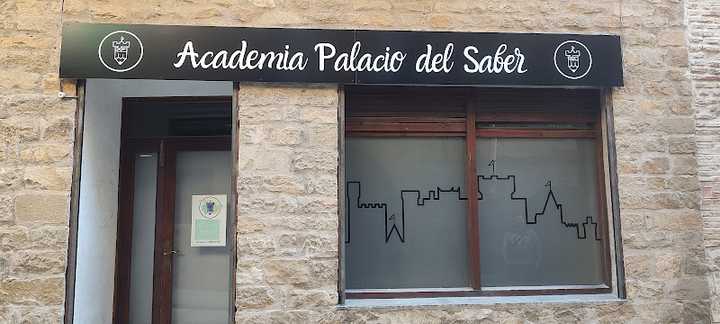 Academia Palacio del Saber